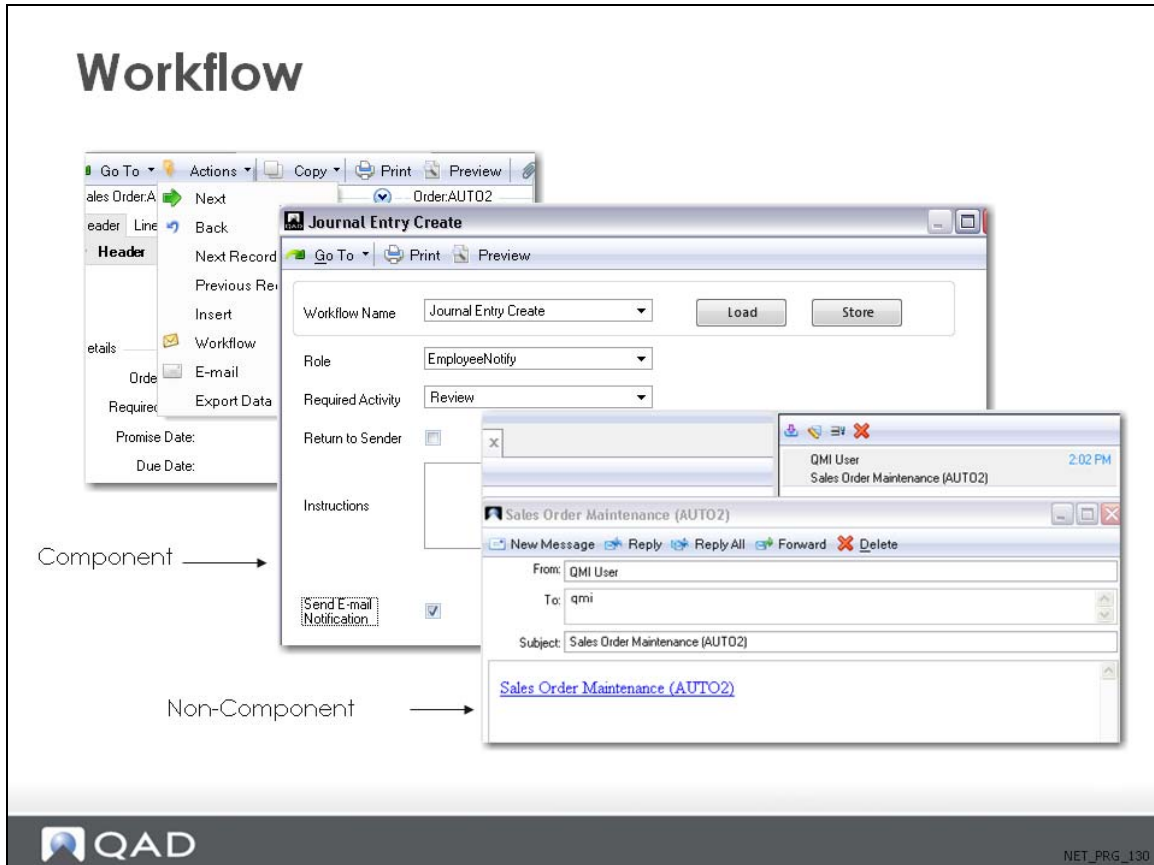 Workflow
Go To Actions Copy Print Preview
ales Order:A Next Order:AUTO2
eader Line Back
Header Next Record
Previous Rec
Insert
etails Workflow
Orde E-mail
Required Export Data
Promise Date:
Due Date:
QAD Journal Entry Create
Go To Print Preview
Workflow Name Journal Entry Create Load Store
Role EmployeeNotify
Required Activity Review
Return to Sender
Instructions
Send E-mail
Notification
Component
QMI User 2:02 PM
Sales Order Maintenance (AUTO2)
Sales Order Maintenance (AUTO2)
New Message Reply Reply All Forward Delete
From: QMI User
To: qmi
Subject: Sales Order Maintenance (AUTO2)
Sales Order Maintenance (AUTO2)
Non-Component
QAD
NET_PRG_130